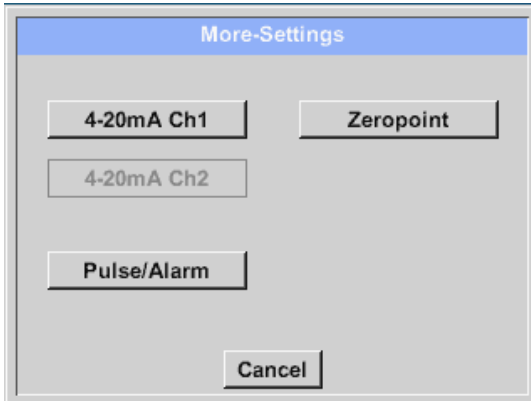 More-Settings
4-20mA Ch1
Zeropoint
4-20mA Ch2
Pulse/Alarm
Cancel